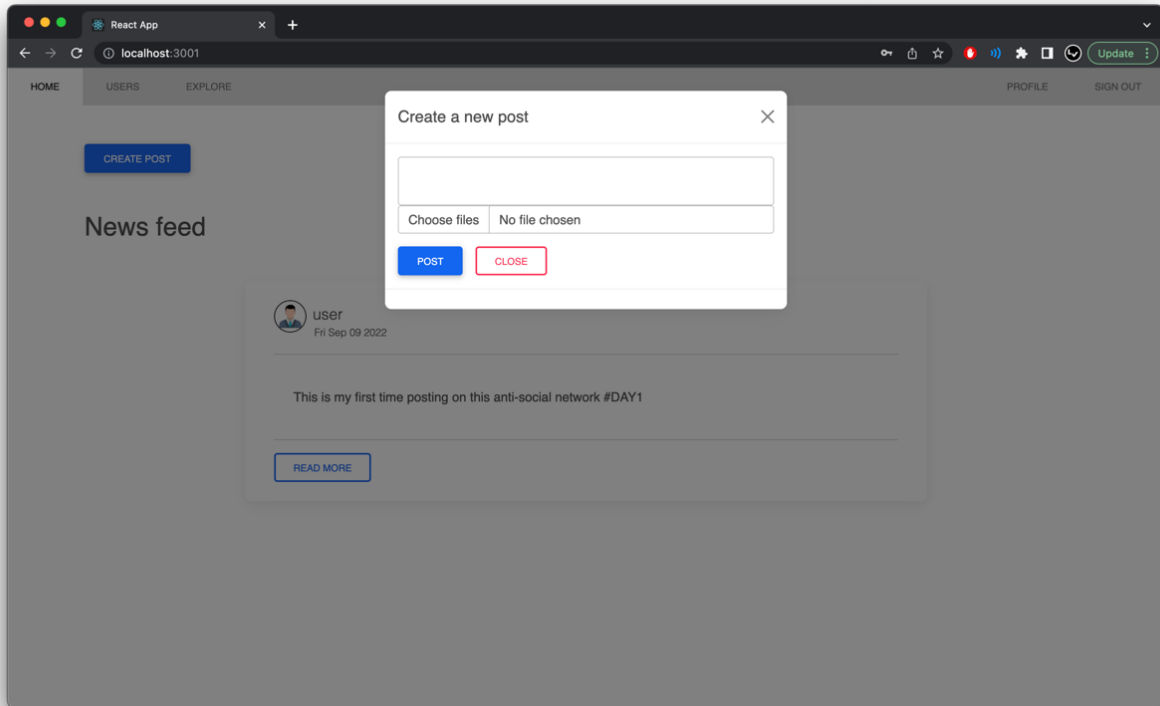 React App
localhost:3001
Update
HOME USERS EXPLORE PROFILE SIGN OUT
Create a new post
CREATE POST
Choose files No file chosen
News feed
POST CLOSE
user
Fri Sep 09 2022
This is my first time posting on this anti-social network #DAY1
READ MORE